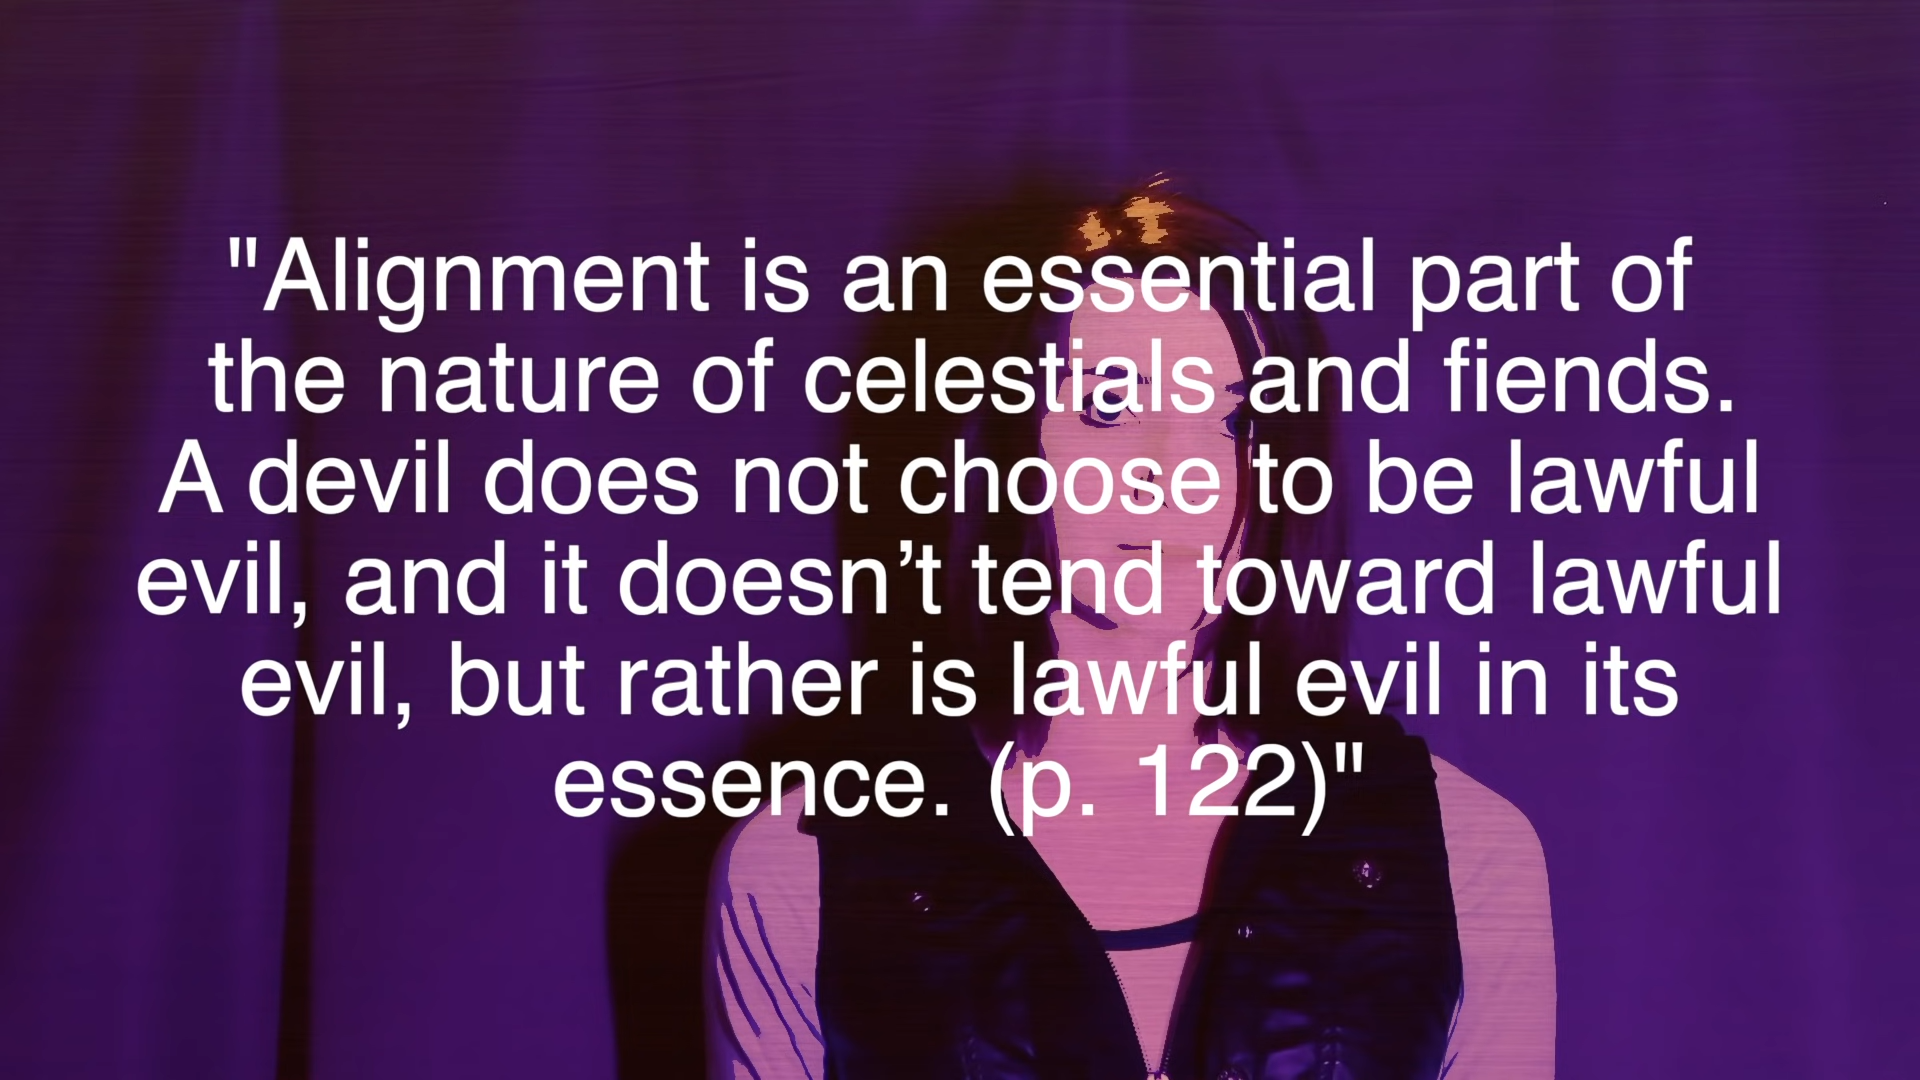 "Alignment is an essential part of
the nature of celestials and fiends.
A devil does not choose to be lawful
evil, and it doesn’t tend toward lawful
evil, but rather is lawful evil in its
essence. (p. 122)"